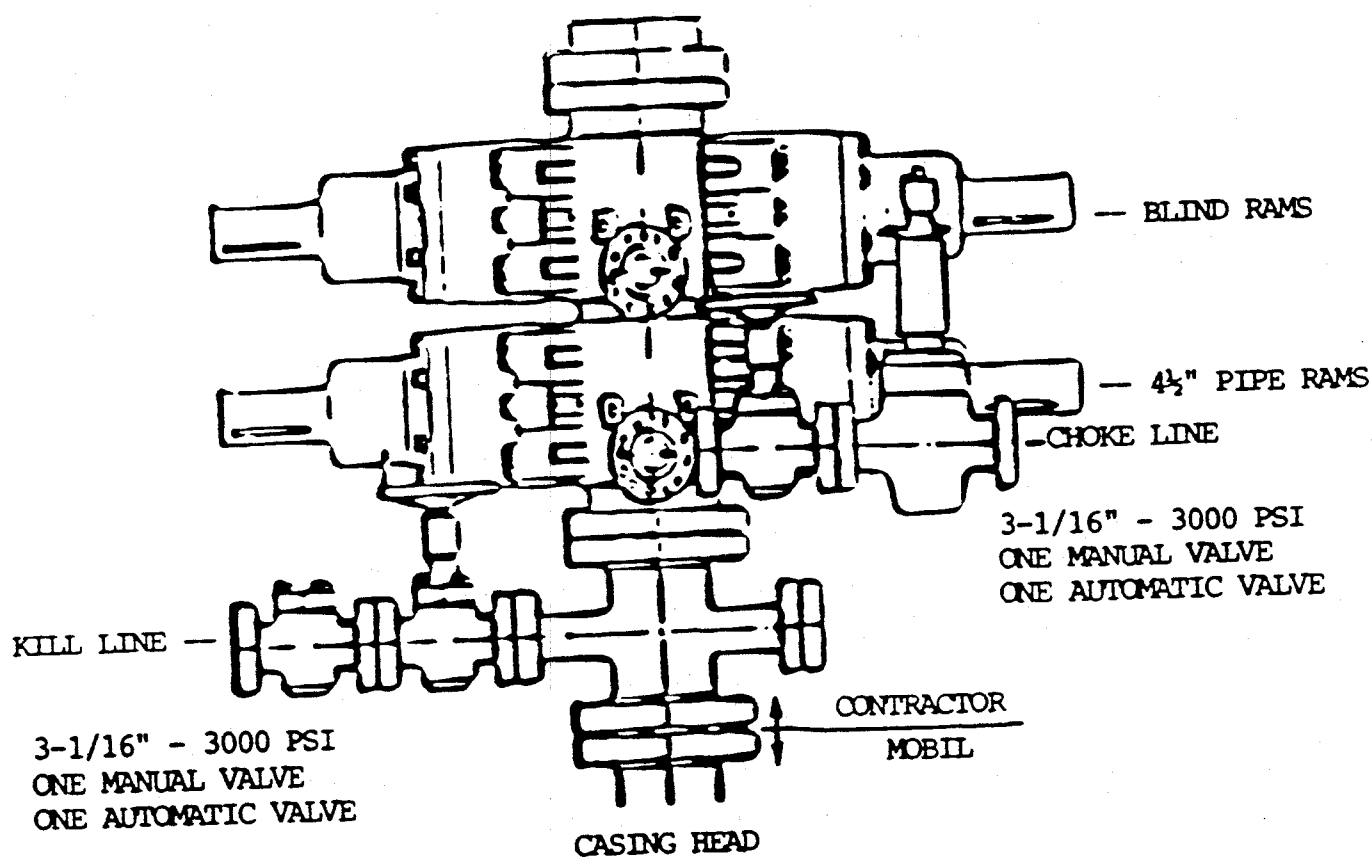 BLIND RAMS
4½" PIPE RAMS
CHOKE LINE
3-1/16" - 3000 PSI
ONE MANUAL VALVE
ONE AUTOMATIC VALVE
KILL LINE
3-1/16" - 3000 PSI
ONE MANUAL VALVE
ONE AUTOMATIC VALVE
CONTRACTOR
MOBIL
CASING HEAD